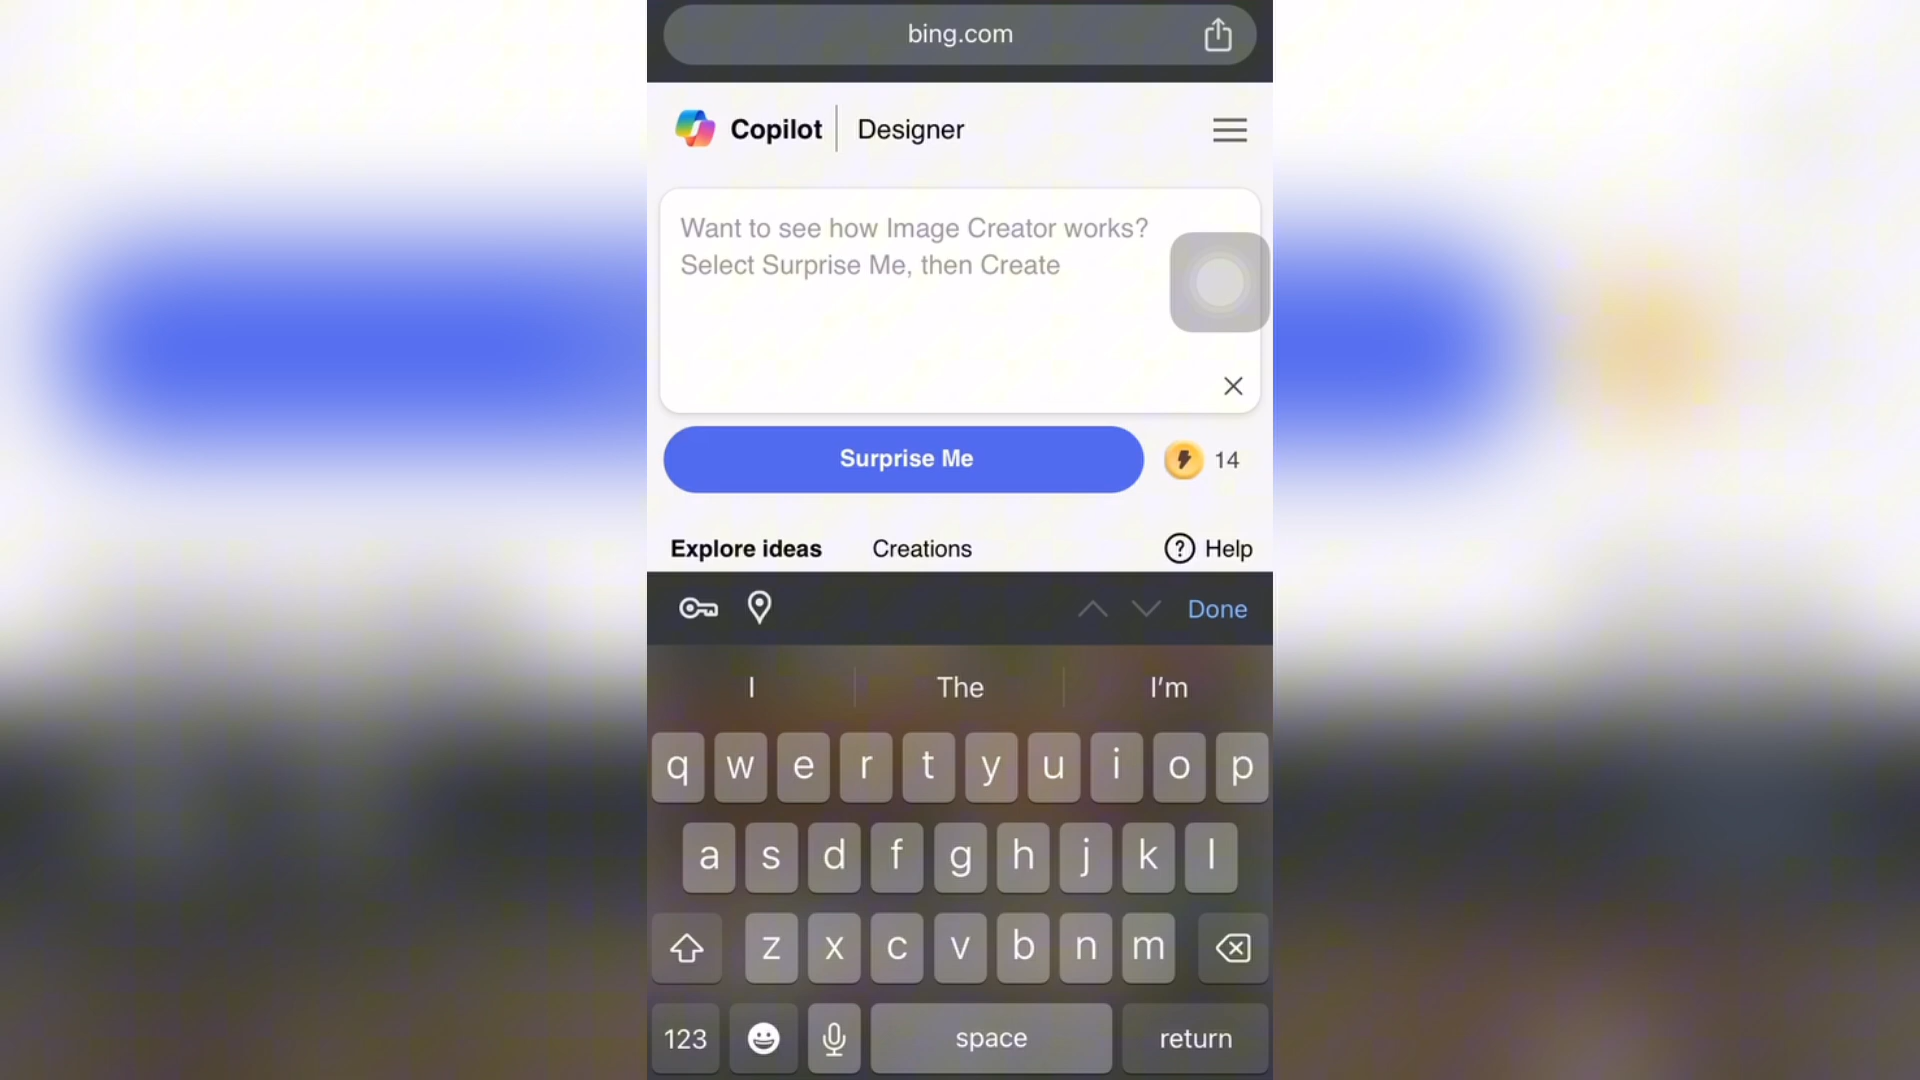 bing.com
Copilot | Designer
Want to see how Image Creator works?
Select Surprise Me, then Create
Surprise Me
14
Explore ideas
Creations
Help
Done
I
The
I’m
q w e r t y u i o p
a s d f g h j k l
z x c v b n m
123
space
return